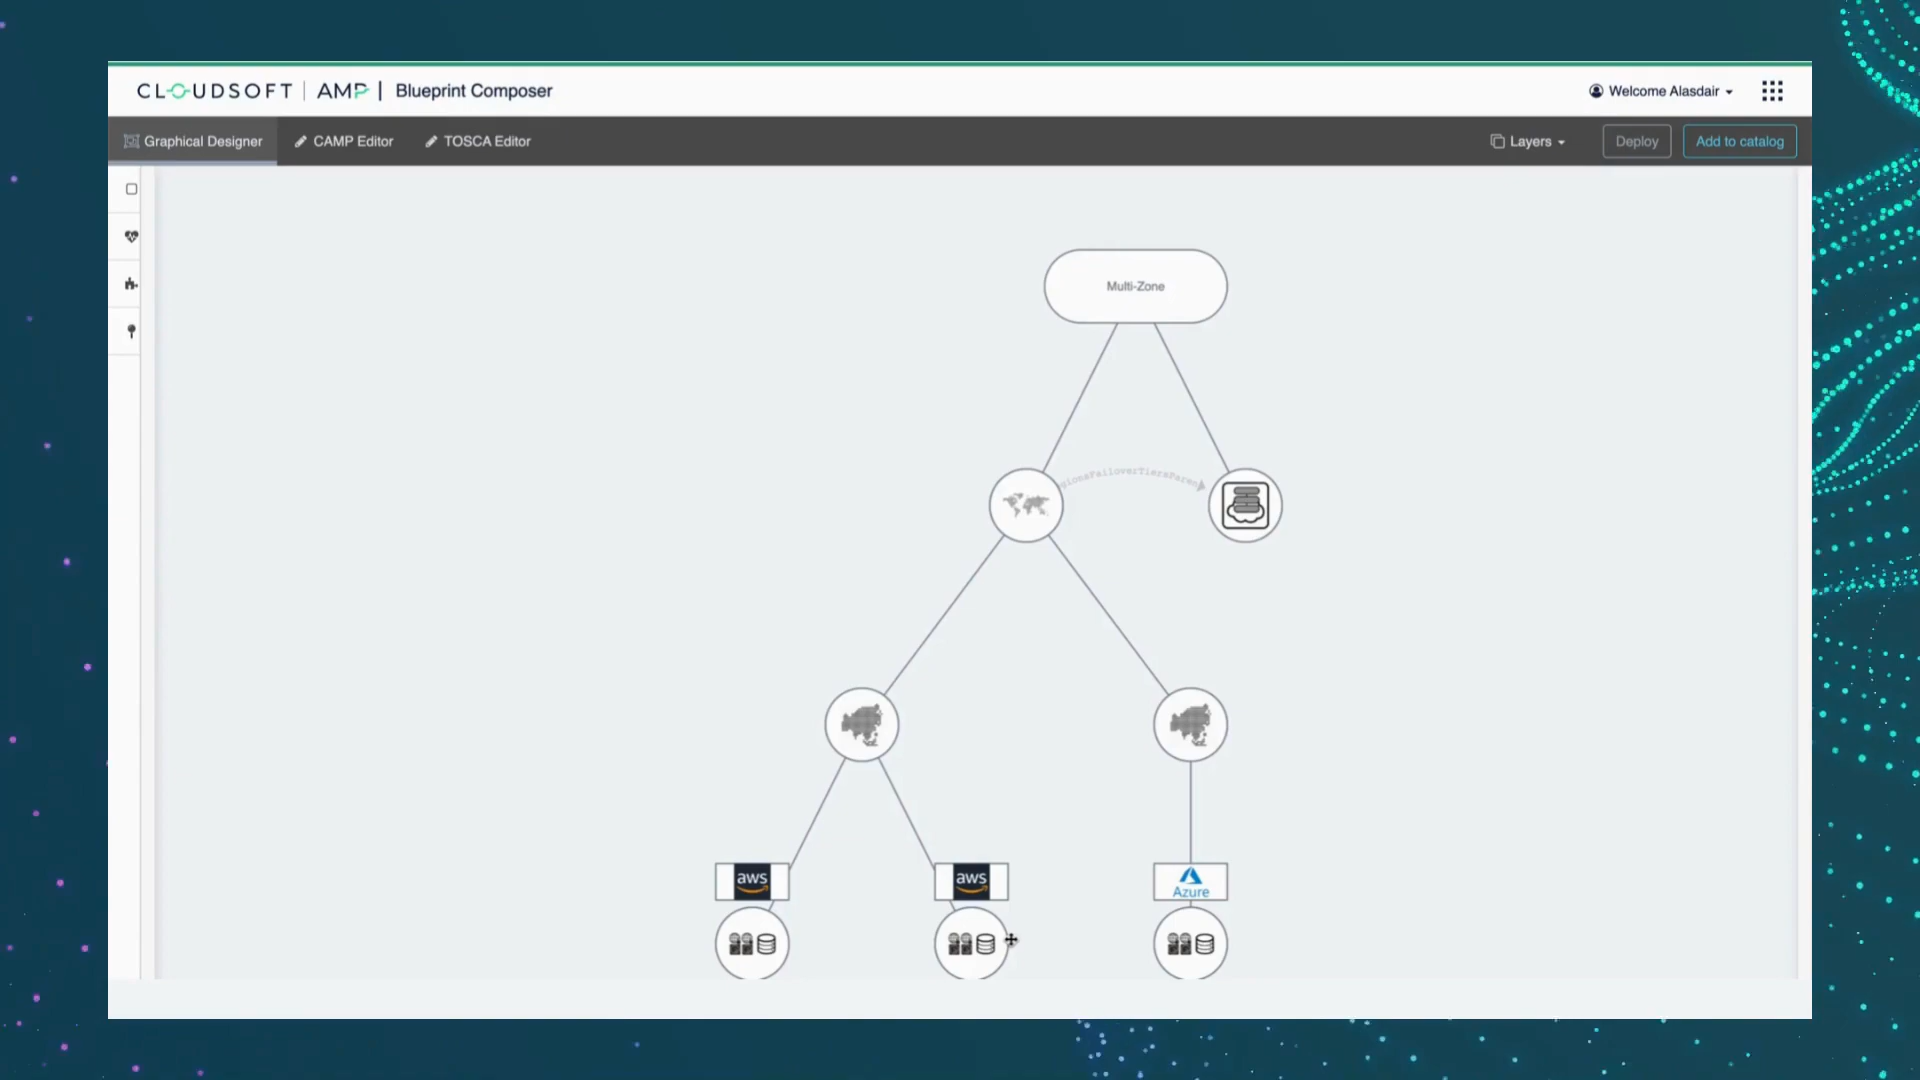 CLOUDSOFT | AMP | Blueprint Composer
Welcome Alasdair
Graphical Designer
CAMP Editor
TOSCA Editor
Layers
Deploy
Add to catalog
Multi-Zone
gionsFailoverTiersParen
aws
aws
Azure